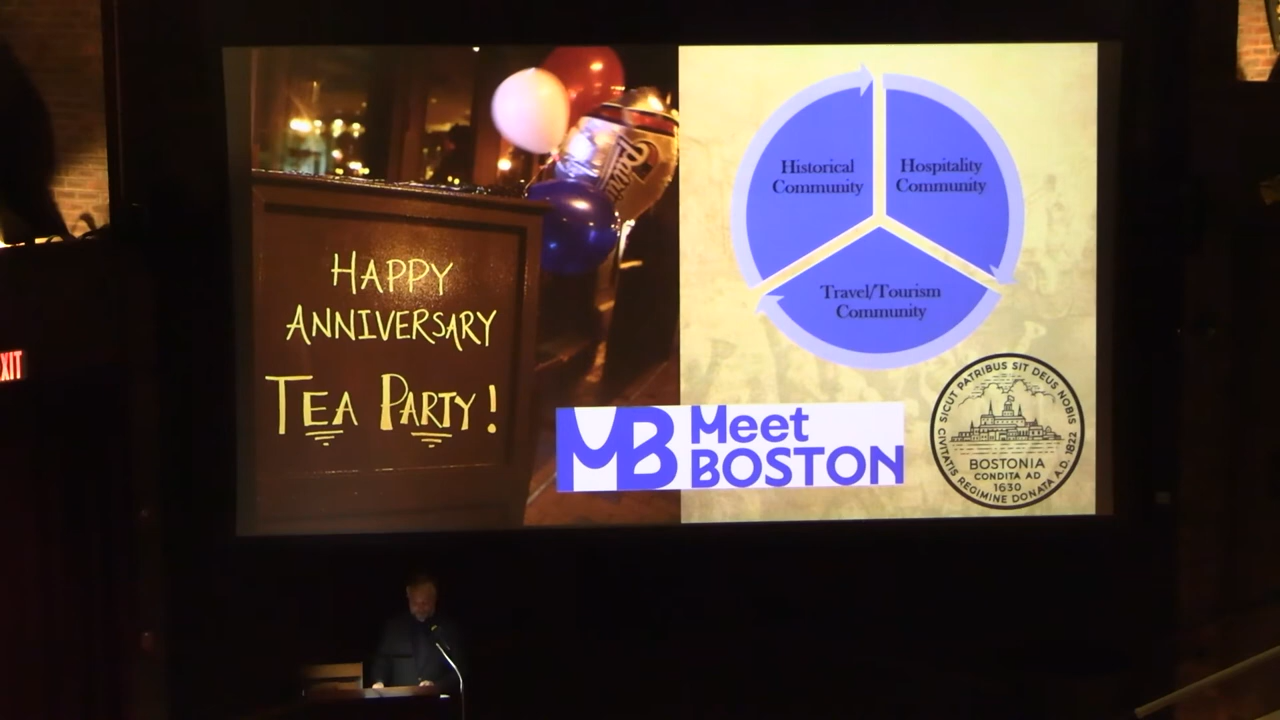 EXIT
HAPPY
ANNIVERSARY
TEA PARTY!
Historical
Community
Hospitality
Community
Travel/Tourism
Community
MB
Meet
BOSTON
SICUT PATRIBUS SIT DEUS NOBIS
BOSTONIA
CONDITA AD
1630
CIVITATIS REGIMINE DONATA A.D. 1822